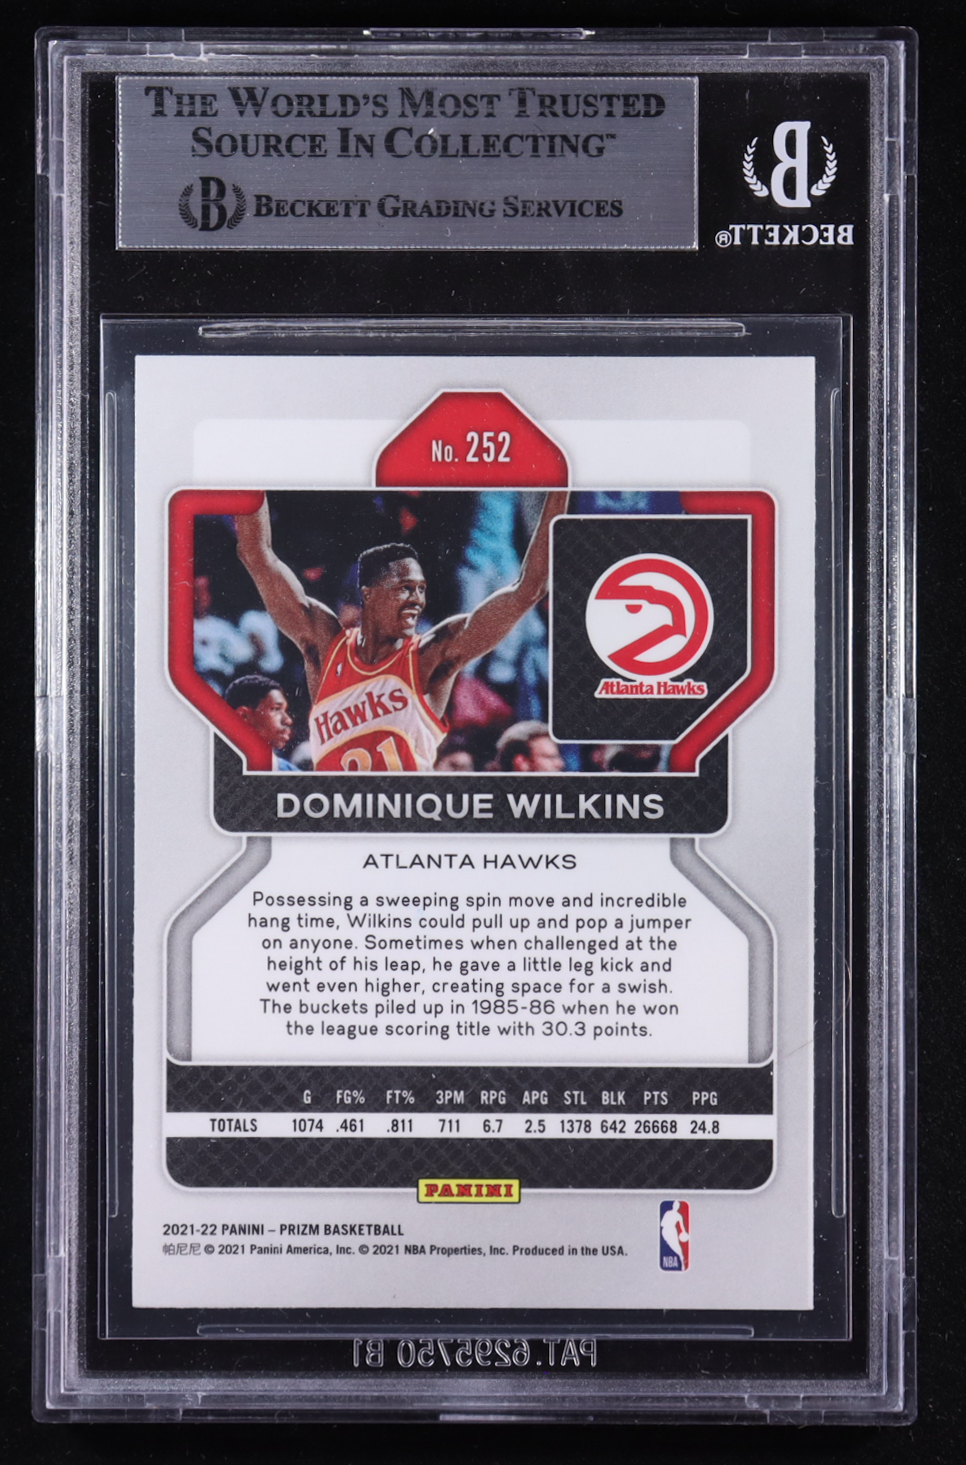 THE WORLD'S MOST TRUSTED
SOURCE IN COLLECTING™
B BECKETT GRADING SERVICES
B
BECKETT®
No. 252
Atlanta Hawks
HAWKS
21
DOMINIQUE WILKINS
ATLANTA HAWKS
Possessing a sweeping spin move and incredible
hang time, Wilkins could pull up and pop a jumper
on anyone. Sometimes when challenged at the
height of his leap, he gave a little leg kick and
went even higher, creating space for a swish.
The buckets piled up in 1985-86 when he won
the league scoring title with 30.3 points.
G FG% FT% 3PM RPG APG STL BLK PTS PPG
TOTALS 1074 .461 .811 711 6.7 2.5 1378 642 26668 24.8
PANINI
2021-22 PANINI – PRIZM BASKETBALL
帕尼尼 © 2021 Panini America, Inc. © 2021 NBA Properties, Inc. Produced in the USA.
NBA
PAT.6295750 B1